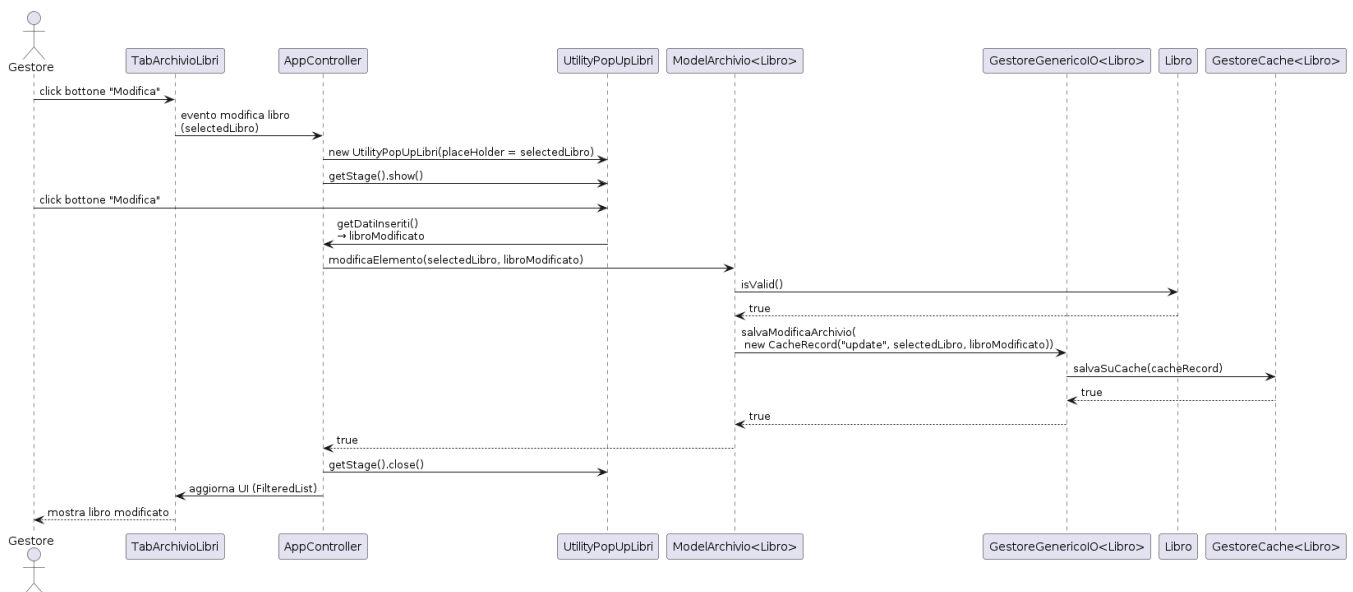 Gestore
TabArchivioLibri
AppController
UtilityPopUpLibri
ModelArchivio<Libro>
GestoreGenericoIO<Libro>
Libro
GestoreCache<Libro>
click bottone "Modifica"
evento modifica libro
(selectedLibro)
new UtilityPopUpLibri(placeHolder = selectedLibro)
getStage().show()
click bottone "Modifica"
getDatiInseriti()
→ libroModificato
modificaElemento(selectedLibro, libroModificato)
isValid()
true
salvaModificaArchivio(
new CacheRecord("update", selectedLibro, libroModificato))
salvaSuCache(cacheRecord)
true
true
true
getStage().close()
aggiorna UI (FilteredList)
mostra libro modificato
Gestore
TabArchivioLibri
AppController
UtilityPopUpLibri
ModelArchivio<Libro>
GestoreGenericoIO<Libro>
Libro
GestoreCache<Libro>